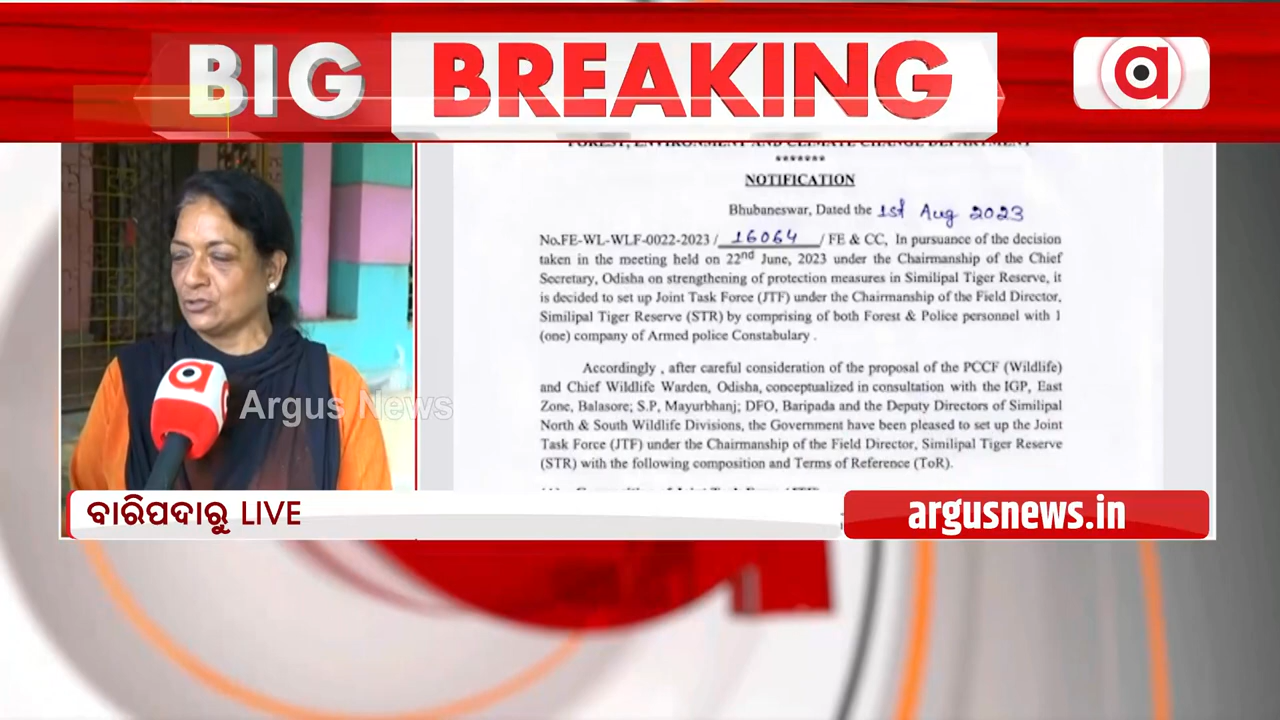 BIG BREAKING
a
FOREST, ENVIRONMENT AND CLIMATE CHANGE DEPARTMENT
*******
NOTIFICATION
Bhubaneswar, Dated the 1st Aug 2023
No.FE-WL-WLF-0022-2023 / 16064 / FE & CC, In pursuance of the decision
taken in the meeting held on 22nd June, 2023 under the Chairmanship of the Chief
Secretary, Odisha on strengthening of protection measures in Similipal Tiger Reserve, it
is decided to set up Joint Task Force (JTF) under the Chairmanship of the Field Director,
Similipal Tiger Reserve (STR) by comprising of both Forest & Police personnel with 1
(one) company of Armed police Constabulary .
Accordingly , after careful consideration of the proposal of the PCCF (Wildlife)
and Chief Wildlife Warden, Odisha, conceptualized in consultation with the IGP, East
Zone, Balasore; S.P, Mayurbhanj; DFO, Baripada and the Deputy Directors of Similipal
North & South Wildlife Divisions, the Government have been pleased to set up the Joint
Task Force (JTF) under the Chairmanship of the Field Director, Similipal Tiger Reserve
(STR) with the following composition and Terms of Reference (ToR).
a
Argus News
ବାରିପଦାରୁ LIVE
argusnews.in